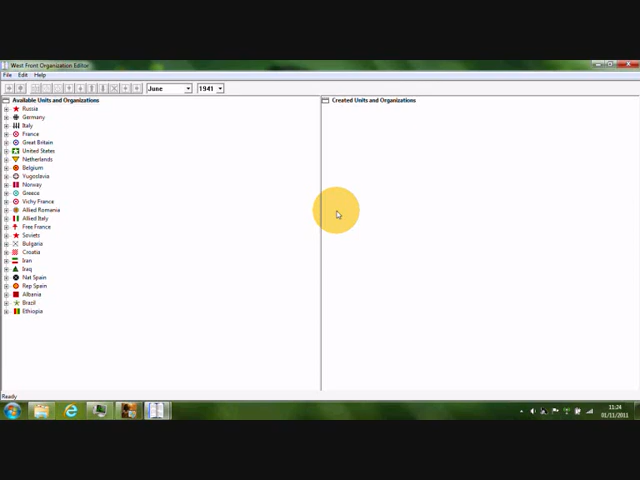 West Front Organization Editor
File Edit Help
June 1941
Available Units and Organizations
Created Units and Organizations
Russia
Germany
Italy
France
Great Britain
United States
Netherlands
Belgium
Yugoslavia
Norway
Greece
Vichy France
Allied Romania
Allied Italy
Free France
Soviets
Bulgaria
Croatia
Iran
Iraq
Nat Spain
Rep Spain
Albania
Brazil
Ethiopia
Ready
11:24
01/11/2011